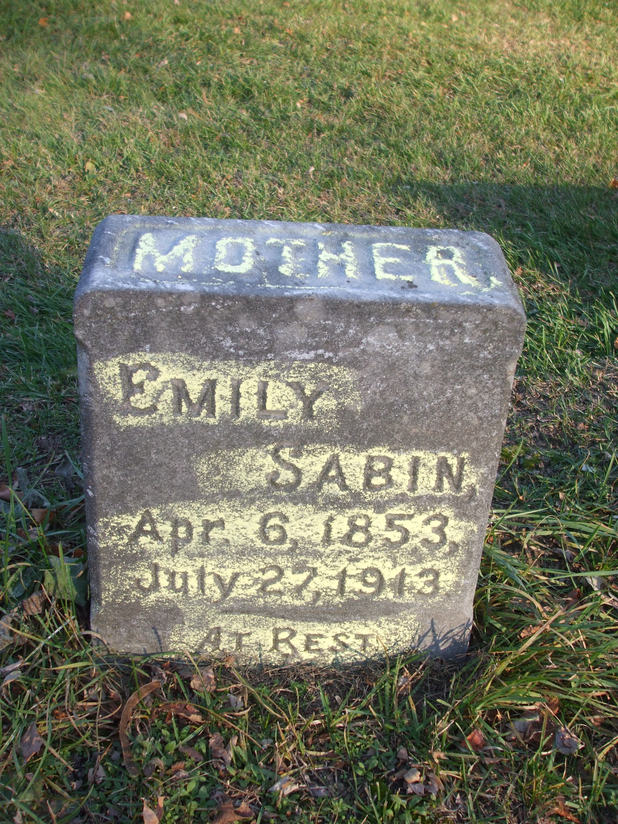 MOTHER.
EMILY
SABIN,
Apr. 6, 1853,
July 27, 1913
AT REST